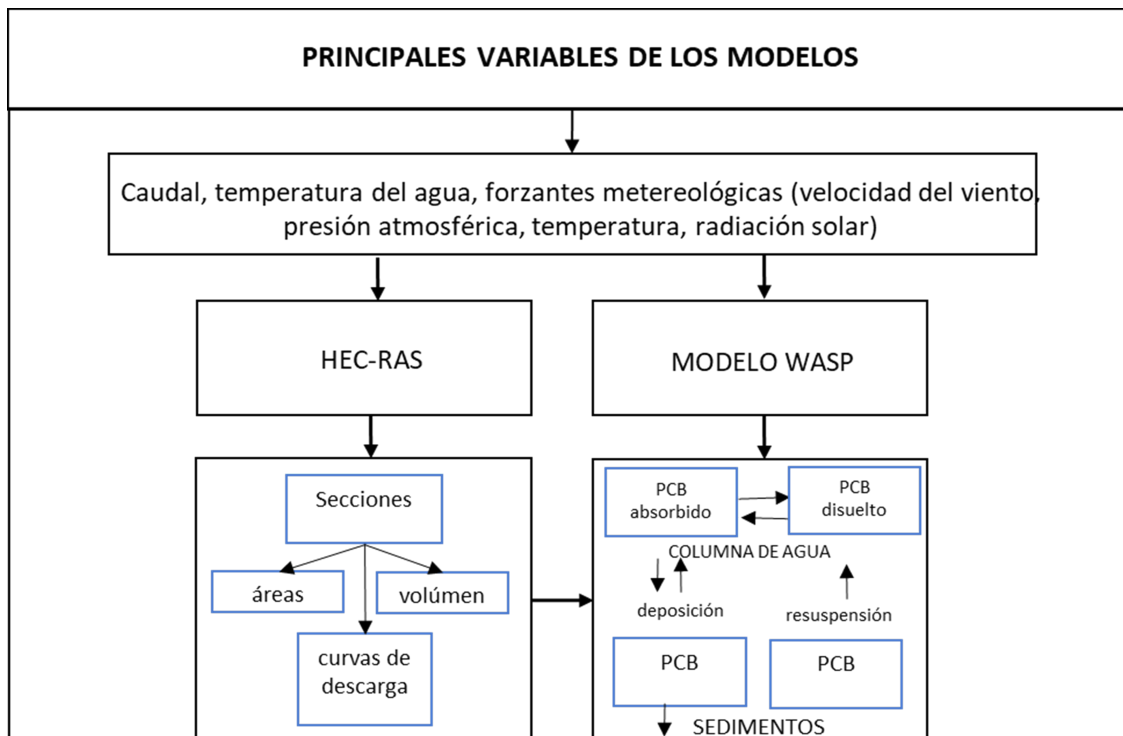 PRINCIPALES VARIABLES DE LOS MODELOS
Caudal, temperatura del agua, forzantes metereológicas (velocidad del viento,
presión atmosférica, temperatura, radiación solar)
HEC-RAS
MODELO WASP
Secciones
áreas
volúmen
curvas de
descarga
PCB
absorbido
PCB
disuelto
COLUMNA DE AGUA
deposición
resuspensión
PCB
PCB
SEDIMENTOS